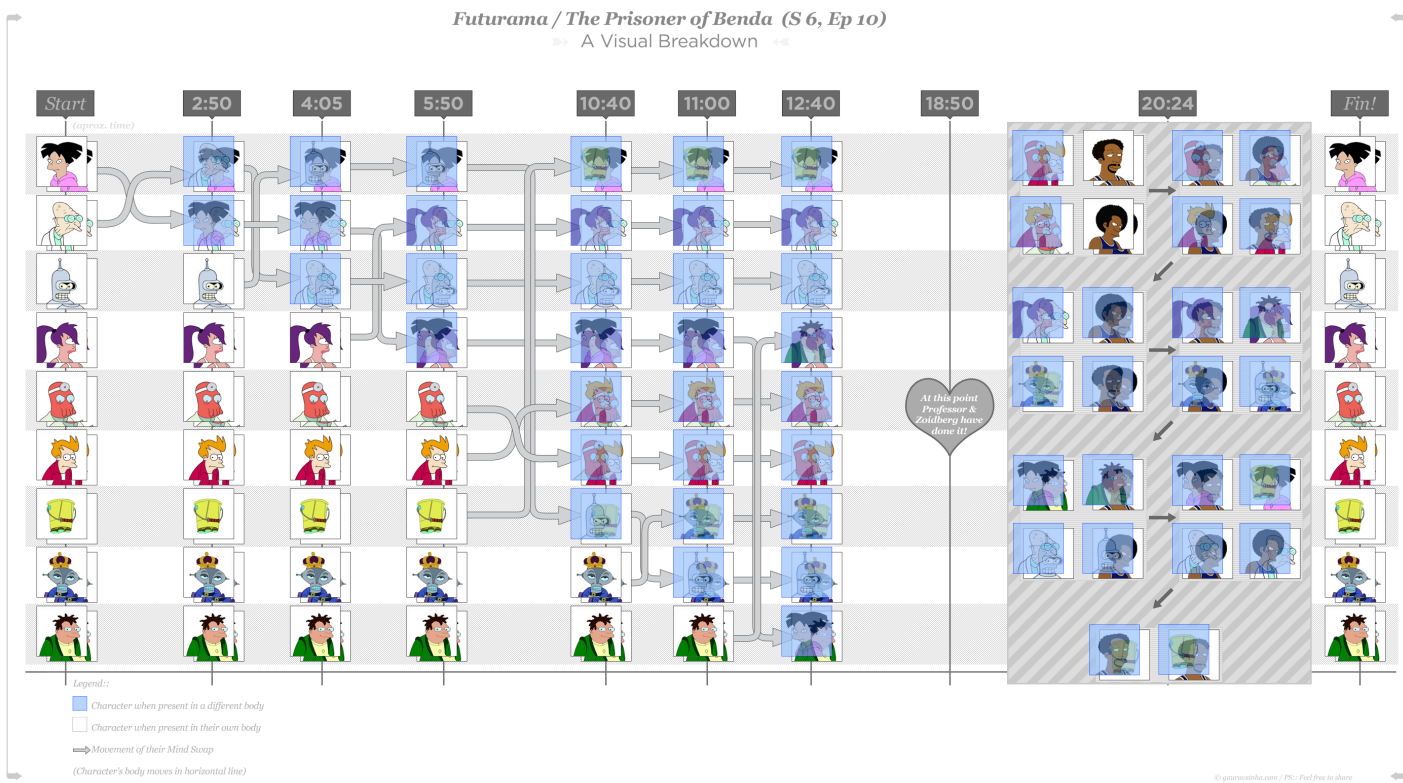 Futurama / The Prisoner of Benda (S 6, Ep 10)
A Visual Breakdown
Start
2:50
4:05
5:50
10:40
11:00
12:40
18:50
20:24
Fin!
(aprox. time)
At this point
Professor &
Zoidberg have
done it!
Legend::
Character when present in a different body
Character when present in their own body
Movement of their Mind Swap
(Character's body moves in horizontal line)
© gouravsinha.com / PS:: Feel free to share